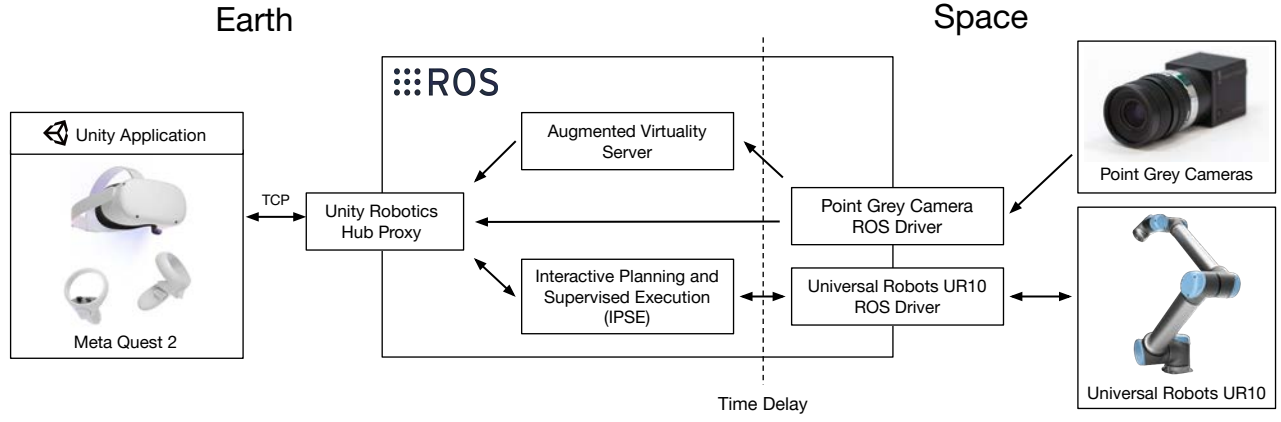 Earth
Space
ROS
Unity Application
Meta Quest 2
TCP
Unity Robotics
Hub Proxy
Augmented Virtuality
Server
Interactive Planning and
Supervised Execution
(IPSE)
Point Grey Camera
ROS Driver
Universal Robots UR10
ROS Driver
Point Grey Cameras
Universal Robots UR10
Time Delay